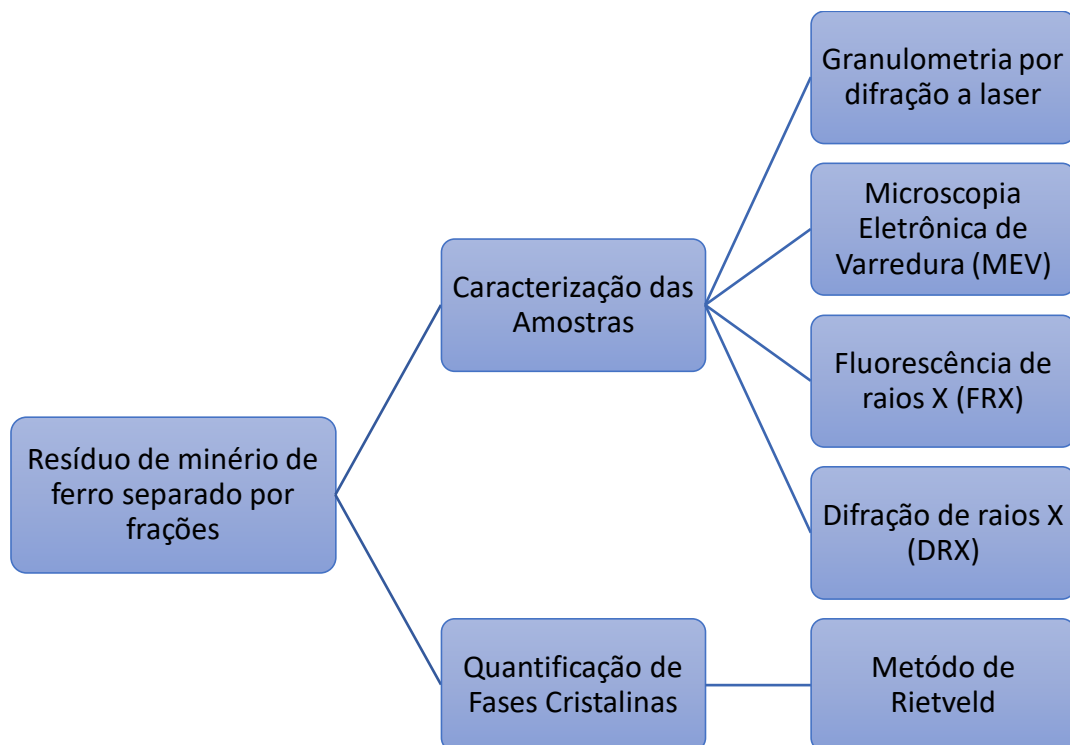 Granulometria por
difração a laser
Microscopia
Eletrônica de
Varredura (MEV)
Caracterização das
Amostras
Fluorescência de
raios X (FRX)
Resíduo de minério de
ferro separado por
frações
Difração de raios X
(DRX)
Quantificação de
Fases Cristalinas
Metódo de
Rietveld